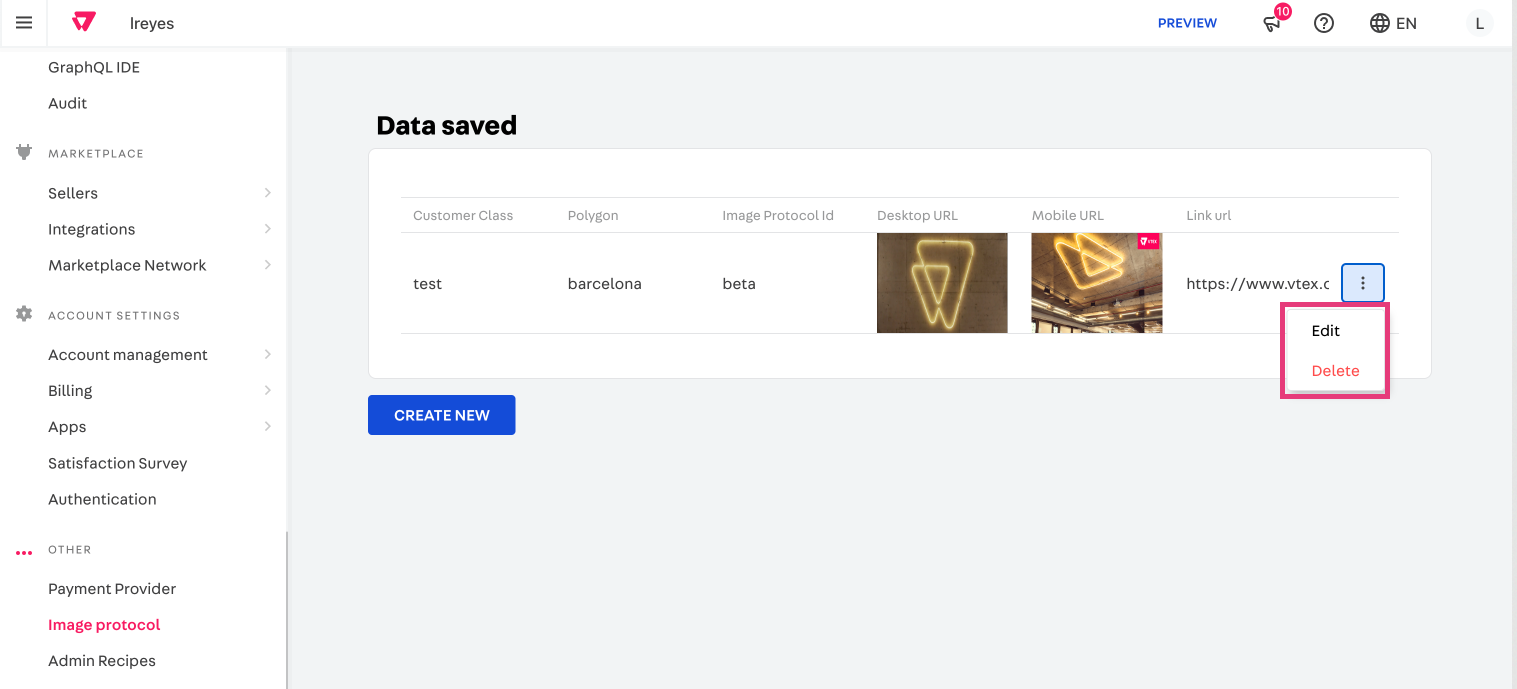 lreyes
PREVIEW
10
EN
L
GraphQL IDE
Audit
MARKETPLACE
Sellers
Integrations
Marketplace Network
ACCOUNT SETTINGS
Account management
Billing
Apps
Satisfaction Survey
Authentication
OTHER
Payment Provider
Image protocol
Admin Recipes
Data saved
Customer Class Polygon Image Protocol Id Desktop URL Mobile URL Link url
test barcelona beta VTEX https://www.vtex.c
Edit
Delete
CREATE NEW